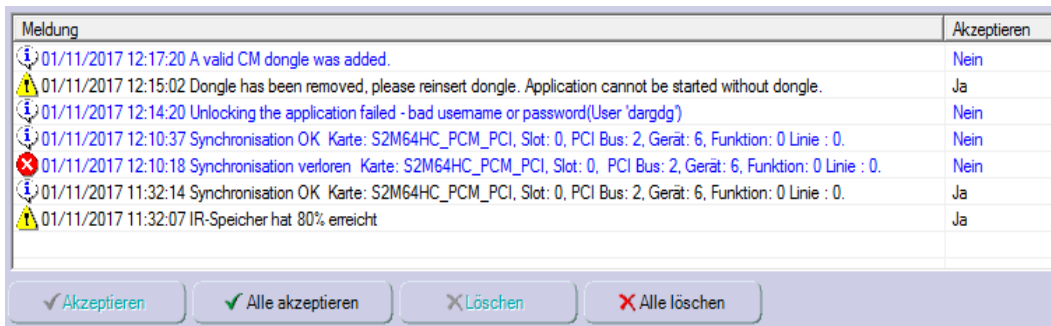 Meldung Akzeptieren
01/11/2017 12:17:20 A valid CM dongle was added. Nein
01/11/2017 12:15:02 Dongle has been removed, please reinsert dongle. Application cannot be started without dongle. Ja
01/11/2017 12:14:20 Unlocking the application failed - bad username or password(User 'dargdg') Nein
01/11/2017 12:10:37 Synchronisation OK Karte: S2M64HC_PCM_PCI, Slot: 0, PCI Bus: 2, Gerät: 6, Funktion: 0 Linie : 0. Nein
01/11/2017 12:10:18 Synchronisation verloren Karte: S2M64HC_PCM_PCI, Slot: 0, PCI Bus: 2, Gerät: 6, Funktion: 0 Linie : 0. Nein
01/11/2017 11:32:14 Synchronisation OK Karte: S2M64HC_PCM_PCI, Slot: 0, PCI Bus: 2, Gerät: 6, Funktion: 0 Linie : 0. Ja
01/11/2017 11:32:07 IR-Speicher hat 80% erreicht Ja
Akzeptieren Alle akzeptieren Löschen Alle löschen